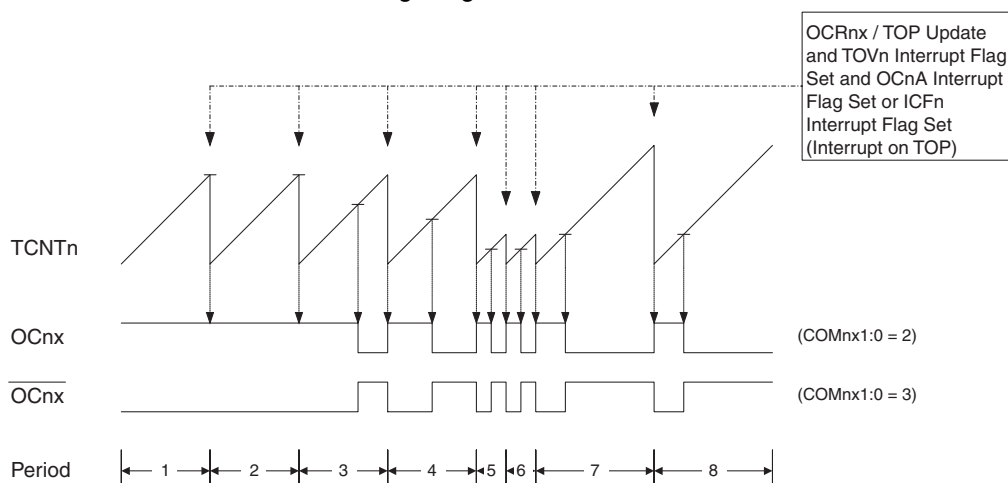 OCRnx / TOP Update
and TOVn Interrupt Flag
Set and OCnA Interrupt
Flag Set or ICFn
Interrupt Flag Set
(Interrupt on TOP)
TCNTn
OCnx
(COMnx1:0 = 2)
OCnx
(COMnx1:0 = 3)
Period
1 2 3 4 5 6 7 8